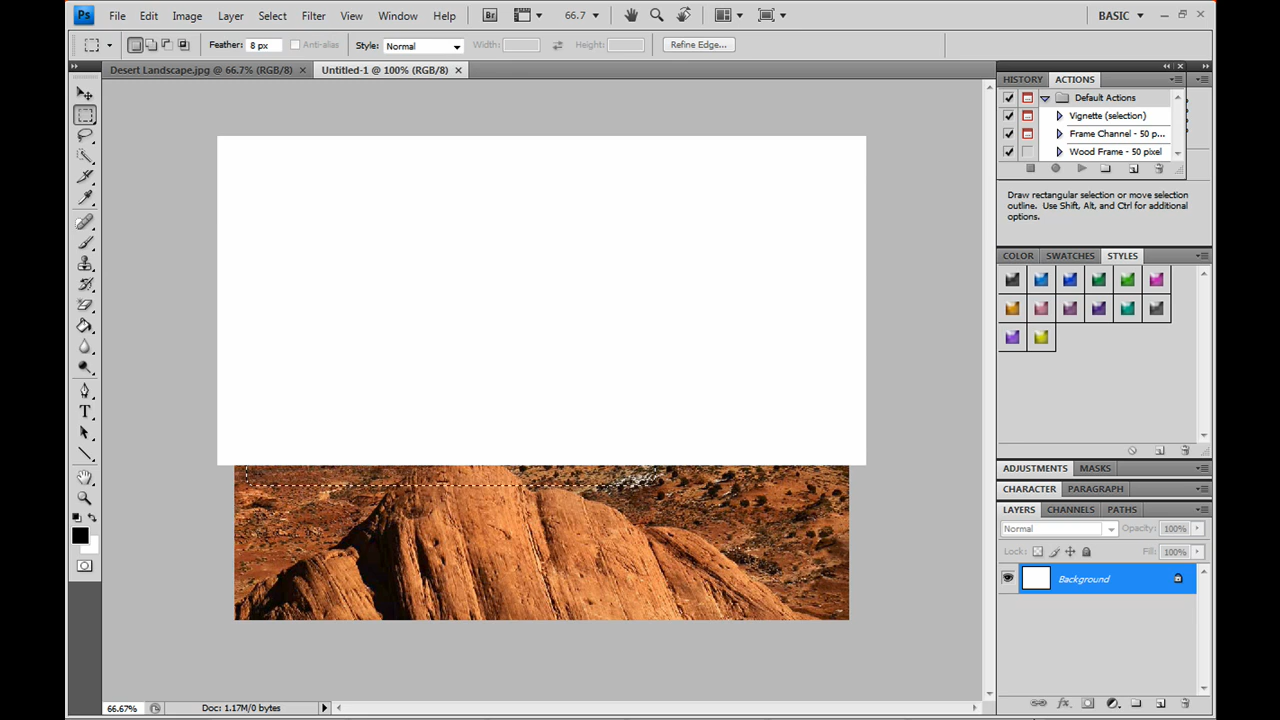 Ps File Edit Image Layer Select Filter View Window Help Br 66.7 BASIC
Feather: 8 px Anti-alias Style: Normal Width: Height: Refine Edge...
Desert Landscape.jpg @ 66.7% (RGB/8) Untitled-1 @ 100% (RGB/8)
HISTORY ACTIONS
Default Actions
Vignette (selection)
Frame Channel - 50 p...
Wood Frame - 50 pixel
Draw rectangular selection or move selection
outline. Use Shift, Alt, and Ctrl for additional
options.
COLOR SWATCHES STYLES
ADJUSTMENTS MASKS
CHARACTER PARAGRAPH
LAYERS CHANNELS PATHS
Normal Opacity: 100%
Lock: Fill: 100%
Background
66.67% Doc: 1.17M/0 bytes